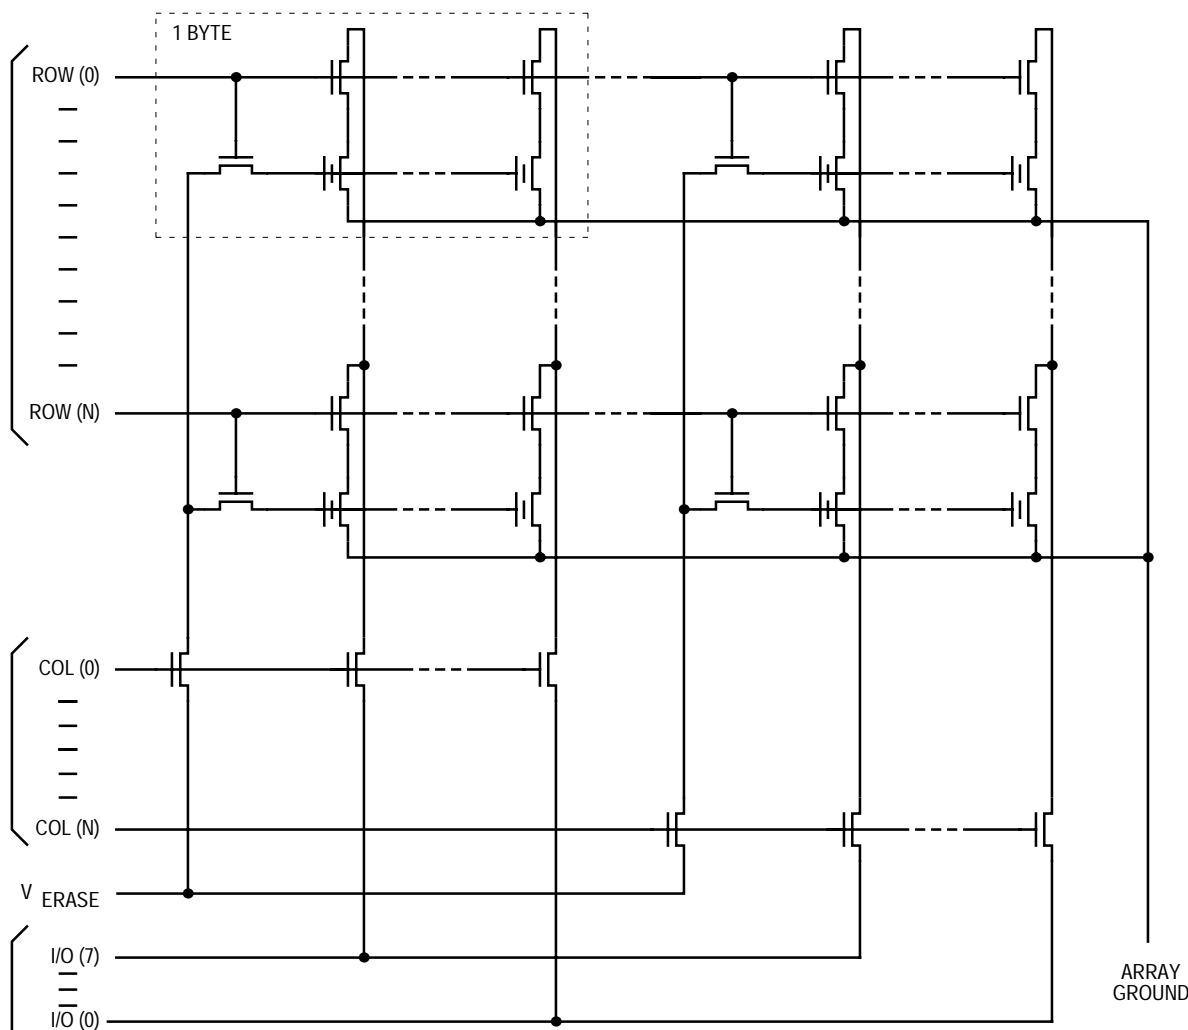 1 BYTE
ROW (0)
ROW (N)
COL (0)
COL (N)
V ERASE
I/O (7)
I/O (0)
ARRAY
GROUND